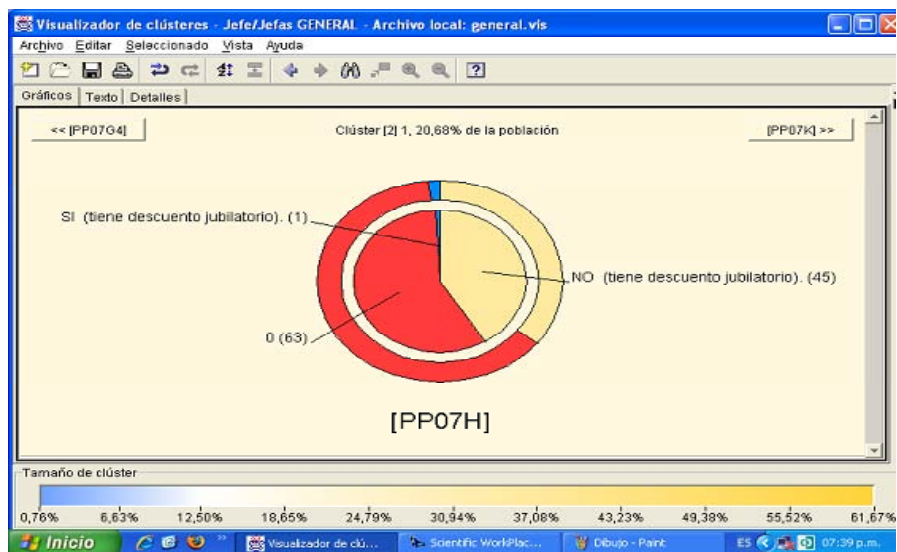 Visualizador de clústeres - Jefe/Jefas GENERAL - Archivo local: general.vis
Archivo Editar Seleccionado Vista Ayuda
Gráficos Texto Detalles
<< [PP07G4] Clúster [2] 1, 20,68% de la población [PP07K] >>
SI (tiene descuento jubilatorio). (1)
NO (tiene descuento jubilatorio). (45)
0 (63)
[PP07H]
Tamaño de clúster
0,76% 6,63% 12,50% 18,65% 24,79% 30,94% 37,08% 43,23% 49,38% 55,52% 61,67%
Inicio Visualizador de clú... Scientific WorkPlac... Dibujo - Paint ES 07:39 p.m.